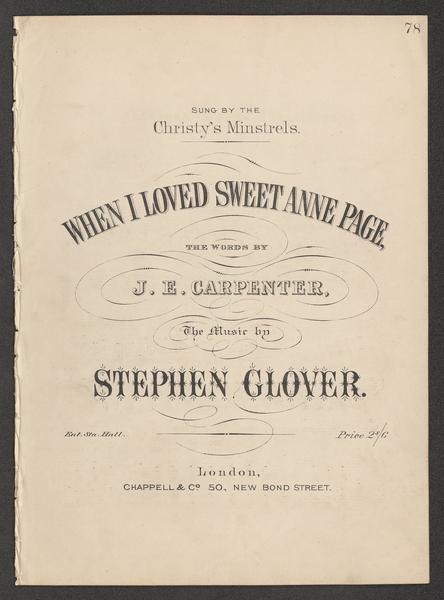 78
SUNG BY THE
Christy's Minstrels.
WHEN I LOVED SWEET ANNE PAGE,
THE WORDS BY
J. E. CARPENTER,
The Music by
STEPHEN GLOVER.
Ent. Sta. Hall.
Price 2s/6
London,
CHAPPELL & Co. 50, NEW BOND STREET.